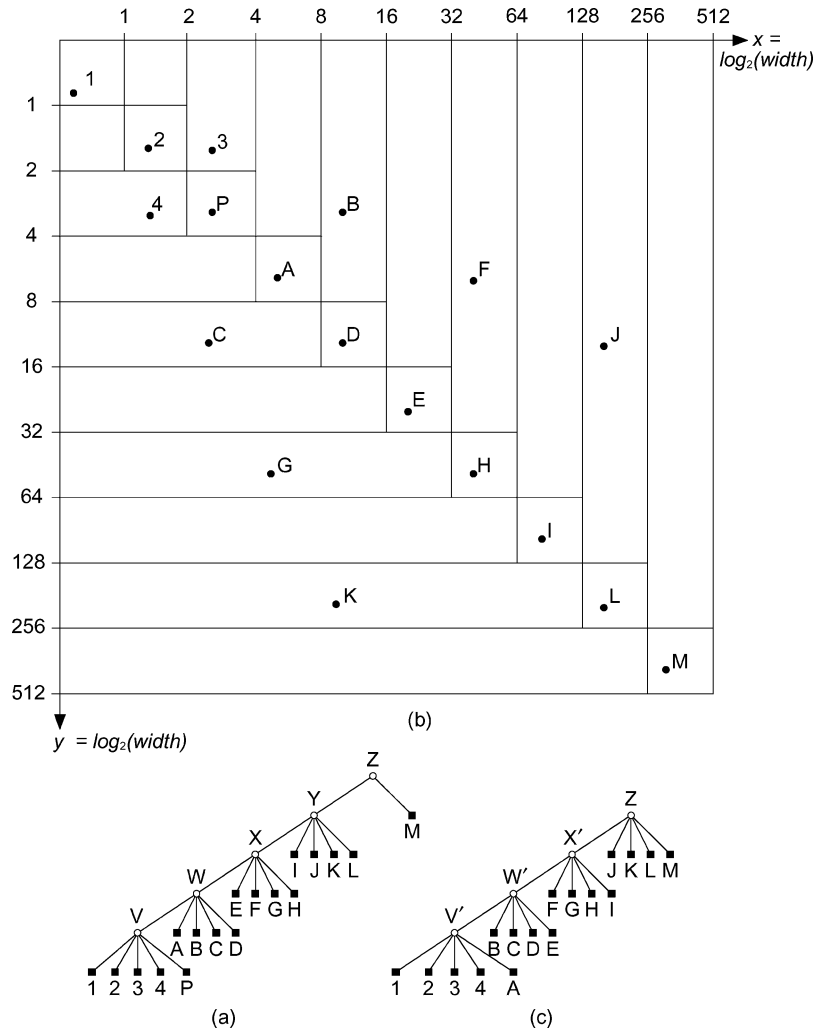 1 2 4 8 16 32 64 128 256 512
x =
log₂(width)
1
1
2 3
2
4 P B
4
A F
8
C D J
16
E
32
G H
64
I
128
K L
256
M
512
(b)
y = log₂(width)
Z
Y Z
M
X X′
I J K L J K L M
W W′
E F G H F G H I
V V′
A B C D B C D E
1 2 3 4 P 1 2 3 4 A
(a) (c)